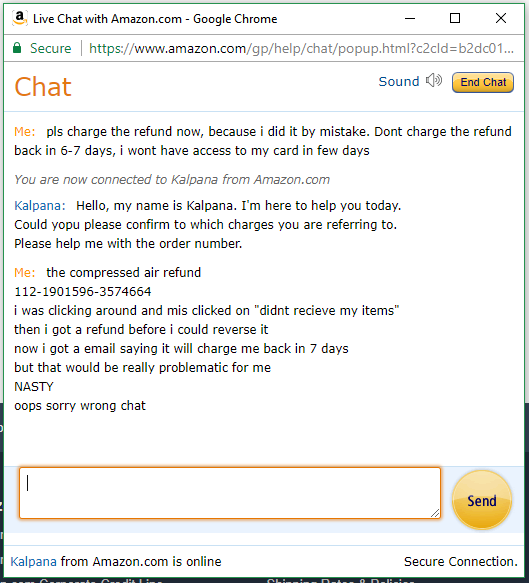 Live Chat with Amazon.com - Google Chrome
Secure https://www.amazon.com/gp/help/chat/popup.html?c2cId=b2dc01...
Chat
Sound
End Chat
Me: pls charge the refund now, because i did it by mistake. Dont charge the refund
back in 6-7 days, i wont have access to my card in few days
You are now connected to Kalpana from Amazon.com
Kalpana: Hello, my name is Kalpana. I'm here to help you today.
Could yopu please confirm to which charges you are referring to.
Please help me with the order number.
Me: the compressed air refund
112-1901596-3574664
i was clicking around and mis clicked on "didnt recieve my items"
then i got a refund before i could reverse it
now i got a email saying it will charge me back in 7 days
but that would be really problematic for me
NASTY
oops sorry wrong chat
Send
Kalpana from Amazon.com is online
Secure Connection.